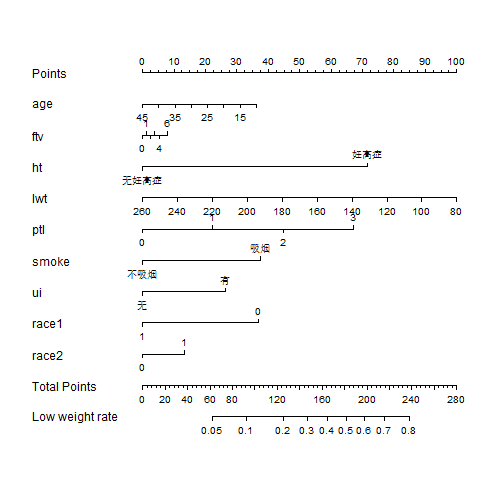 0 10 20 30 40 50 60 70 80 90 100
Points
age
45 35 25 15
1 6
ftv
0 4
妊高症
ht
无妊高症
lwt
260 240 220 200 180 160 140 120 100 80
1 3
ptl
0 2
吸烟
smoke
不吸烟
有
ui
无
0
race1
1
1
race2
0
Total Points
0 20 40 60 80 120 160 200 240 280
Low weight rate
0.05 0.1 0.2 0.3 0.4 0.5 0.6 0.7 0.8